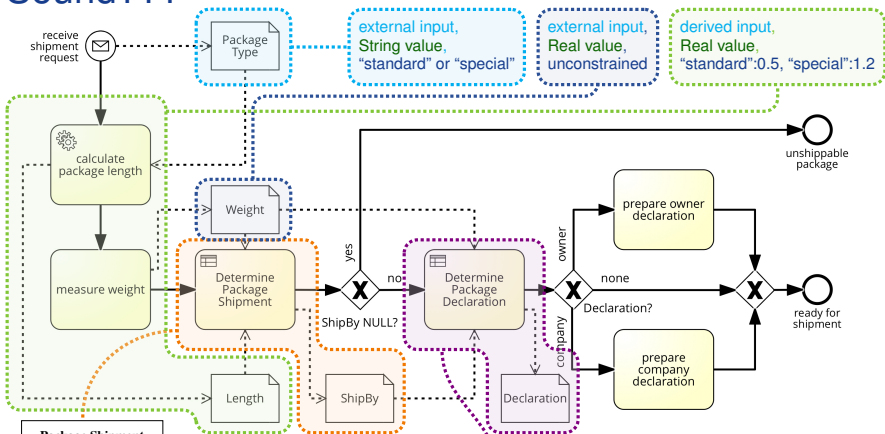 receive
shipment
request
Package
Type
external input,
String value,
“standard” or “special”
external input,
Real value,
unconstrained
derived input,
Real value,
“standard”:0.5, “special”:1.2
calculate
package length
unshippable
package
Weight
prepare owner
declaration
yes
owner
measure weight
Determine
Package
Shipment
no
Determine
Package
Declaration
none
ShipBy NULL?
Declaration?
ready for
shipment
company
prepare
company
declaration
Length
ShipBy
Declaration